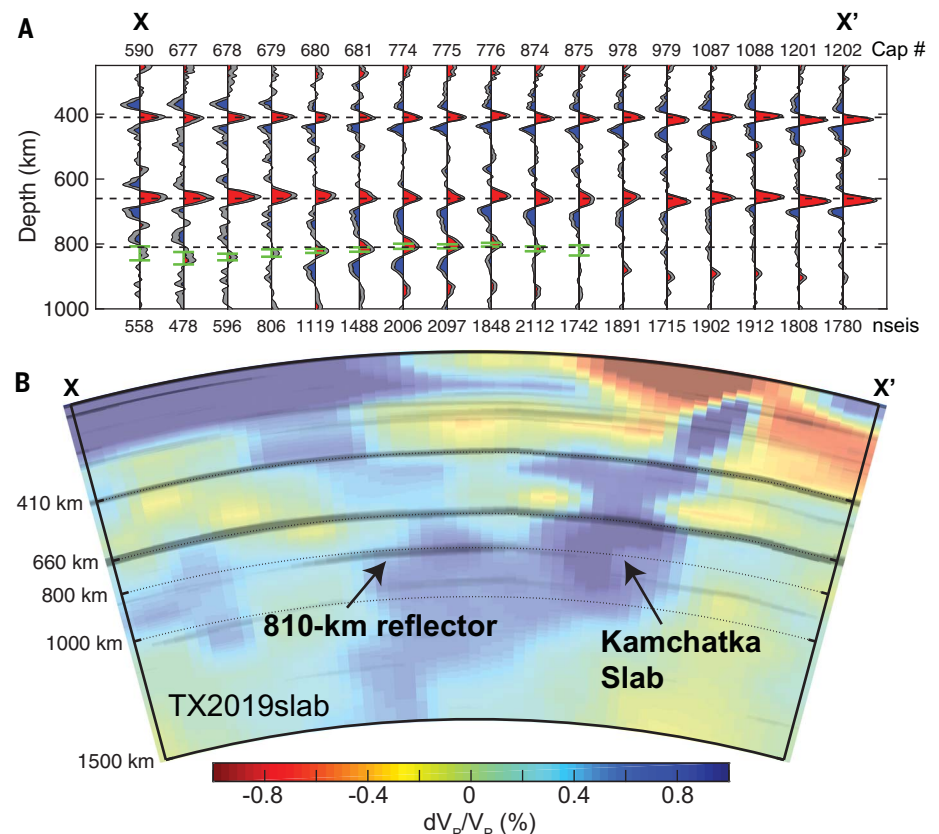 A
X X'
590 677 678 679 680 681 774 775 776 874 875 978 979 1087 1088 1201 1202 Cap #
400
600
800
1000
Depth (km)
558 478 596 806 1119 1488 2006 2097 1848 2112 1742 1891 1715 1902 1912 1808 1780 nseis
B
X X'
410 km
660 km
800 km
1000 km
1500 km
810-km reflector
Kamchatka
Slab
TX2019slab
-0.8 -0.4 0 0.4 0.8
dVP/VP (%)